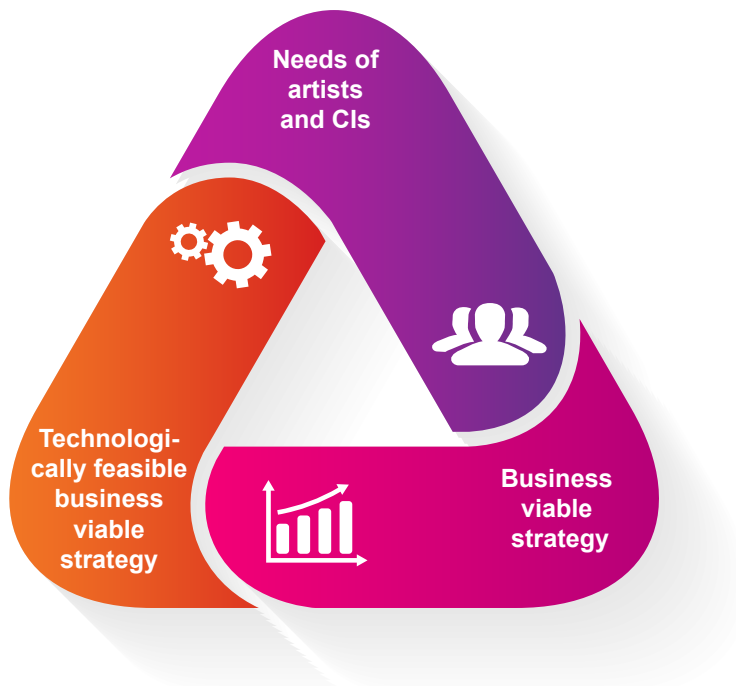 Needs of
artists
and CIs
Technologi-
cally feasible
business
viable
strategy
Business
viable
strategy